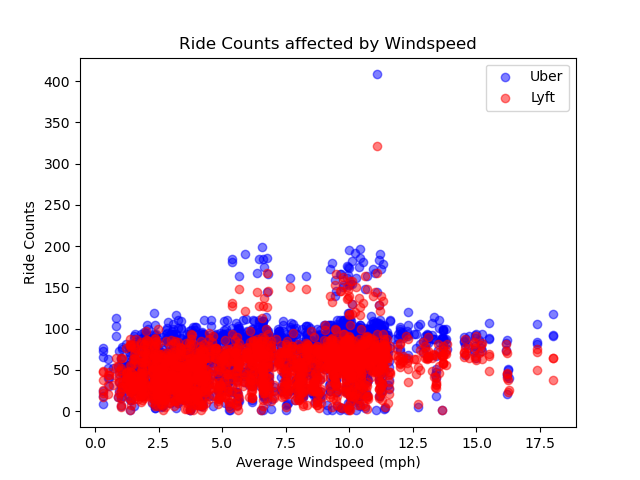 Ride Counts affected by Windspeed
Uber
Lyft
400
350
300
250
200
150
100
50
0
Ride Counts
0.0 2.5 5.0 7.5 10.0 12.5 15.0 17.5
Average Windspeed (mph)